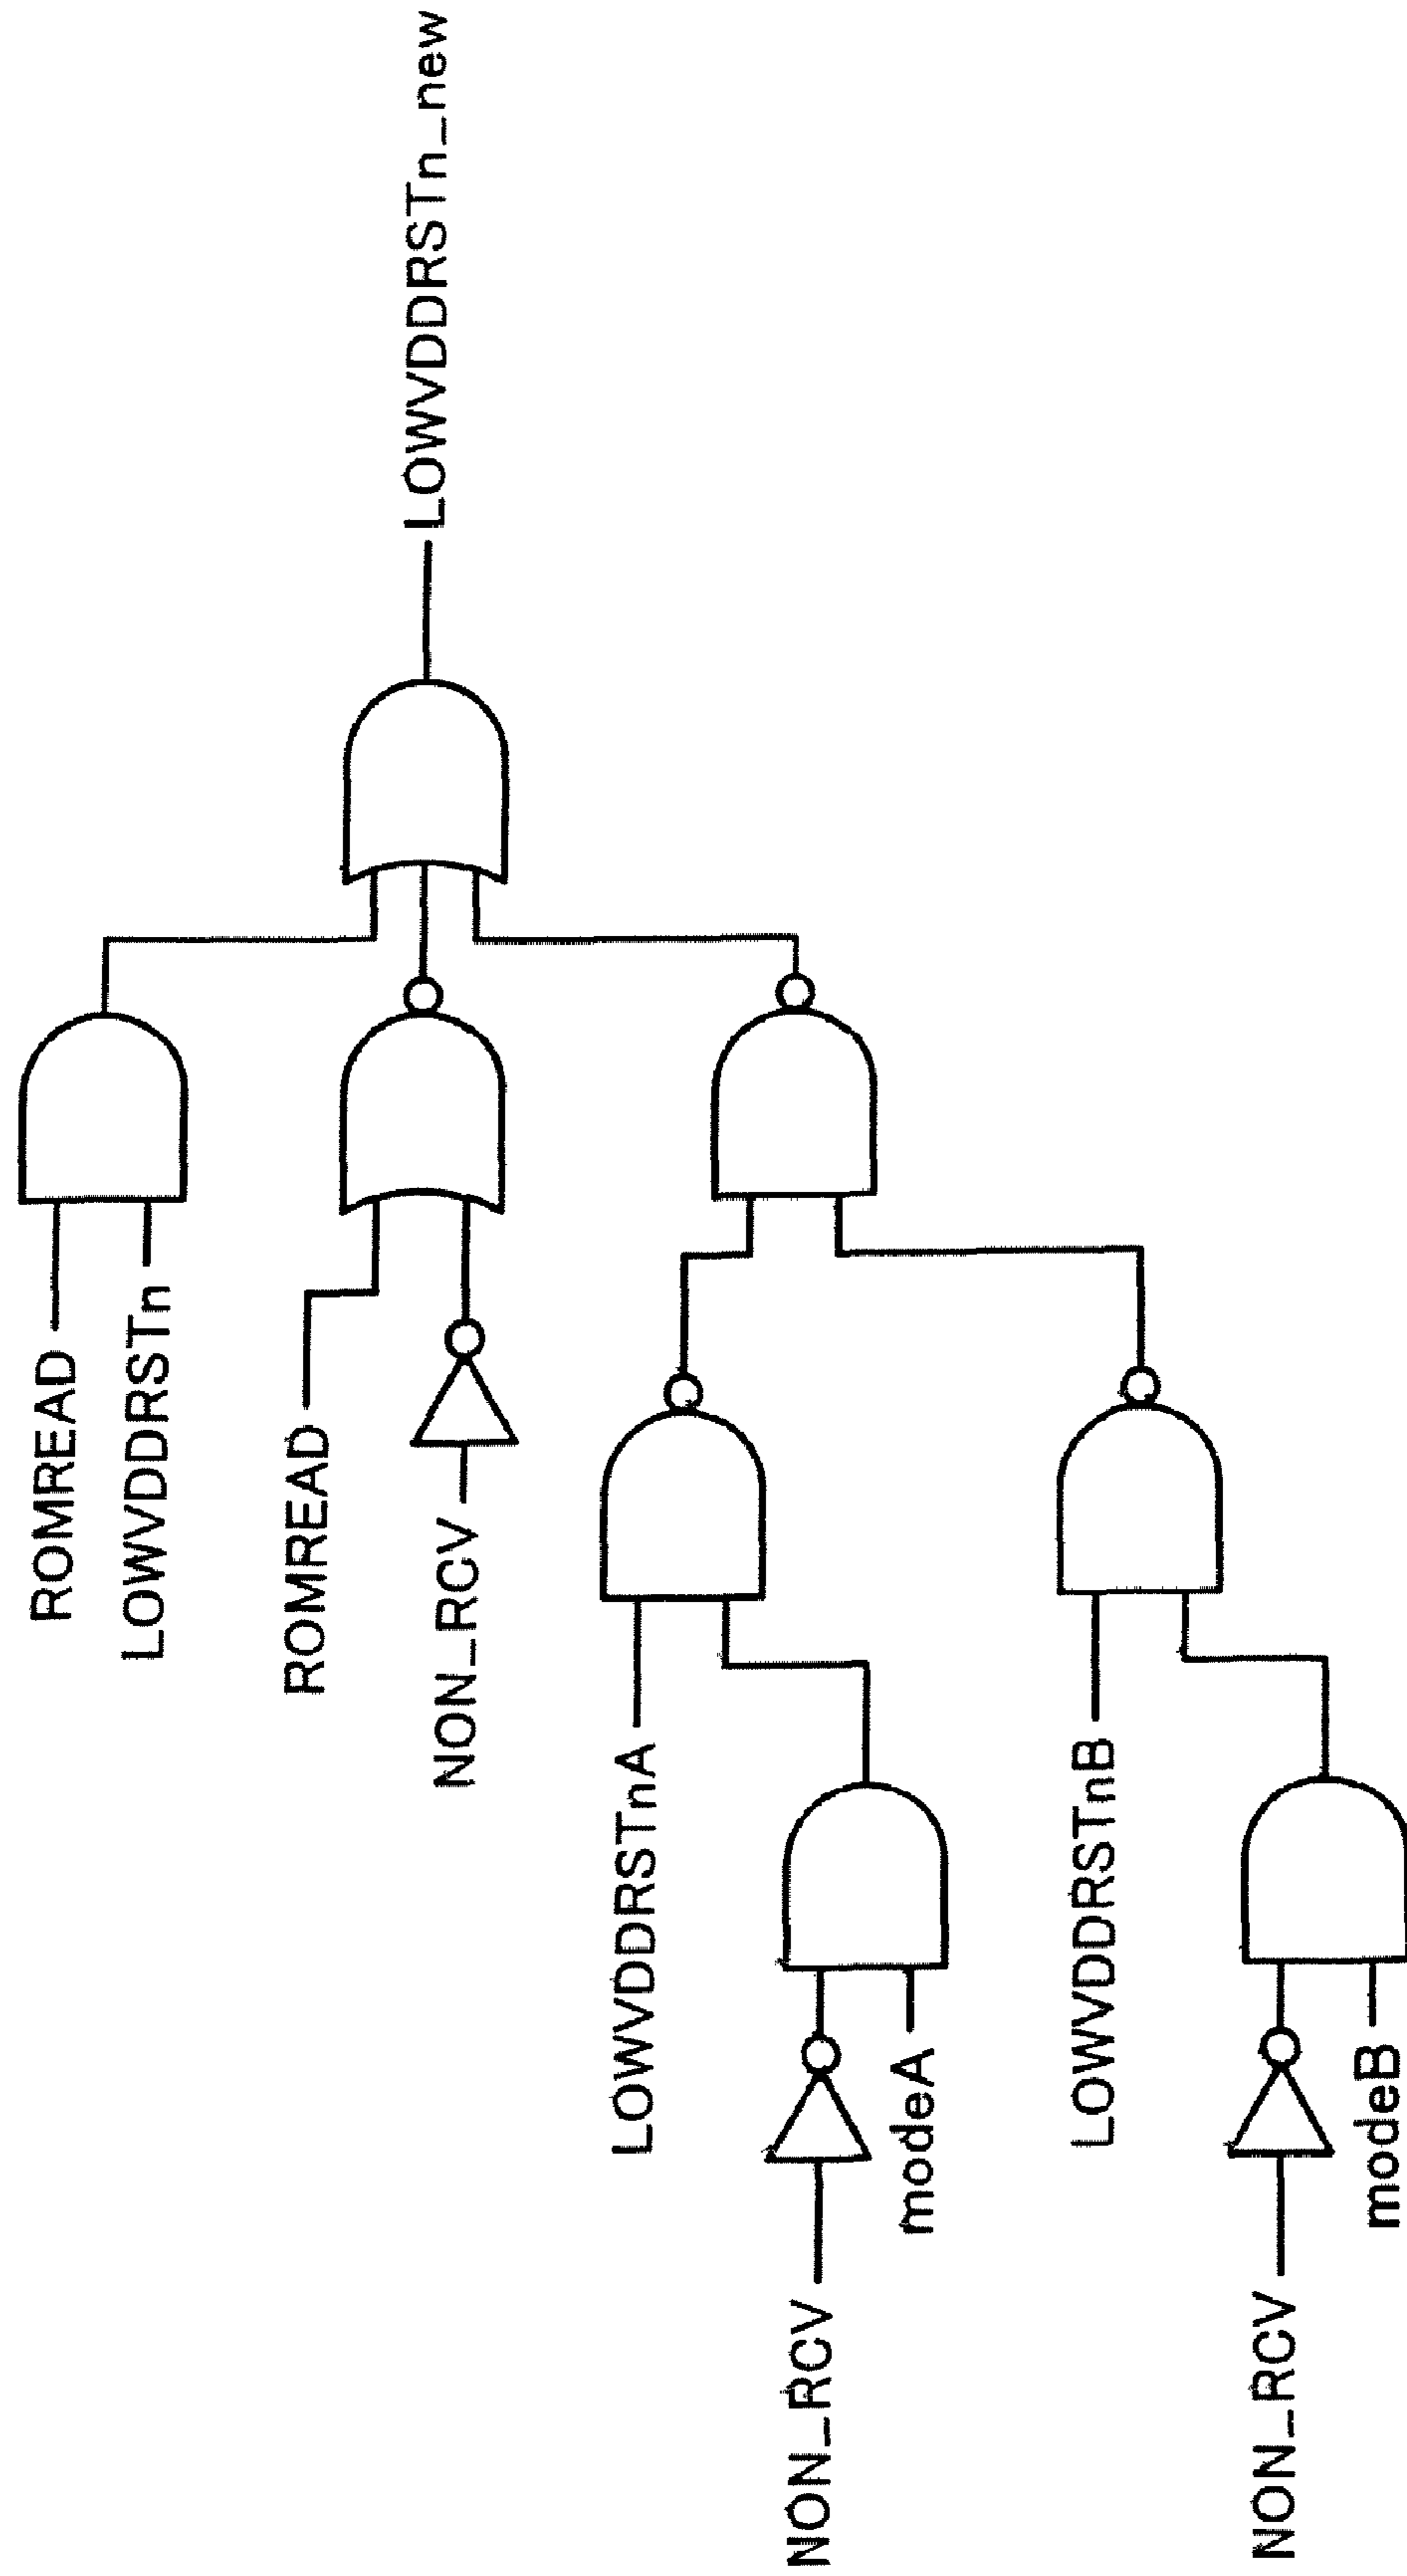 ROMREAD
LOWVDDRSTn
ROMREAD
NON_RCV
LOWVDDRSTn_new
LOWVDDRSTnA
NON_RCV
modeA
LOWVDDRSTnB
NON_RCV
modeB